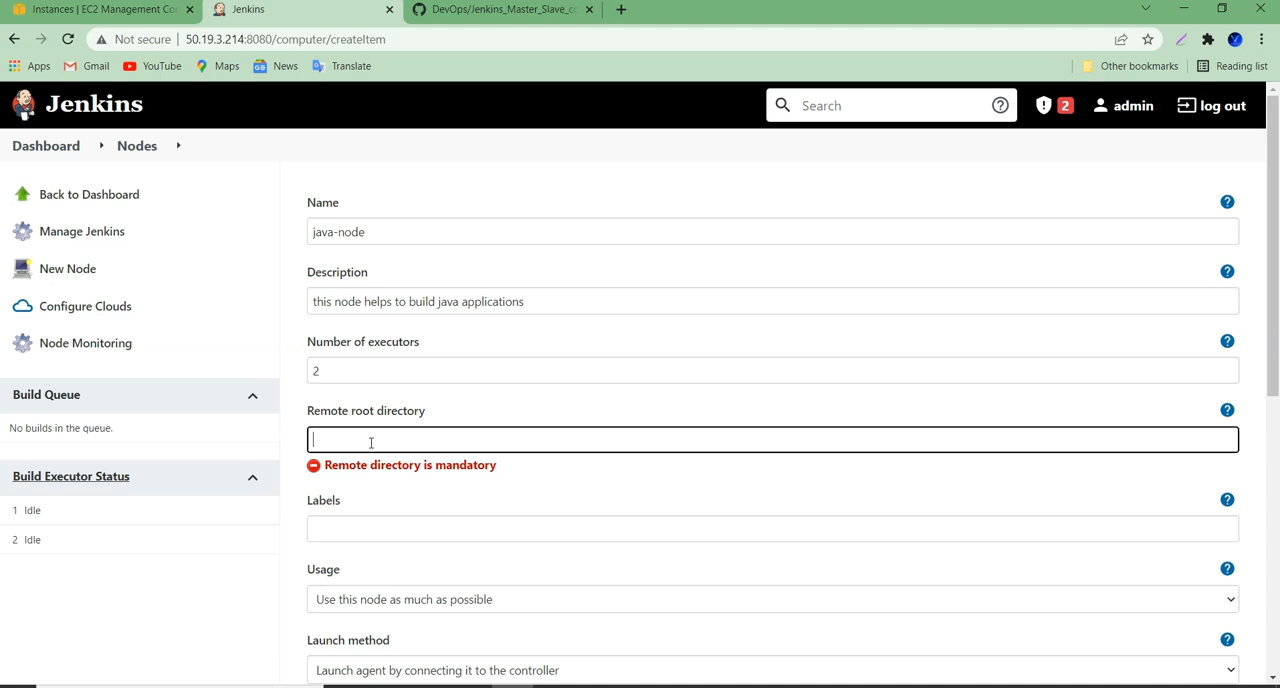 Instances | EC2 Management Co
Jenkins
DevOps/Jenkins_Master_Slave_cc
Not secure
50.19.3.214:8080/computer/createItem
Apps
Gmail
YouTube
Maps
News
Translate
Other bookmarks
Reading list
Jenkins
Search
2
admin
log out
Dashboard
Nodes
Back to Dashboard
Manage Jenkins
New Node
Configure Clouds
Node Monitoring
Build Queue
No builds in the queue.
Build Executor Status
1 Idle
2 Idle
Name
java-node
Description
this node helps to build java applications
Number of executors
2
Remote root directory
Remote directory is mandatory
Labels
Usage
Use this node as much as possible
Launch method
Launch agent by connecting it to the controller